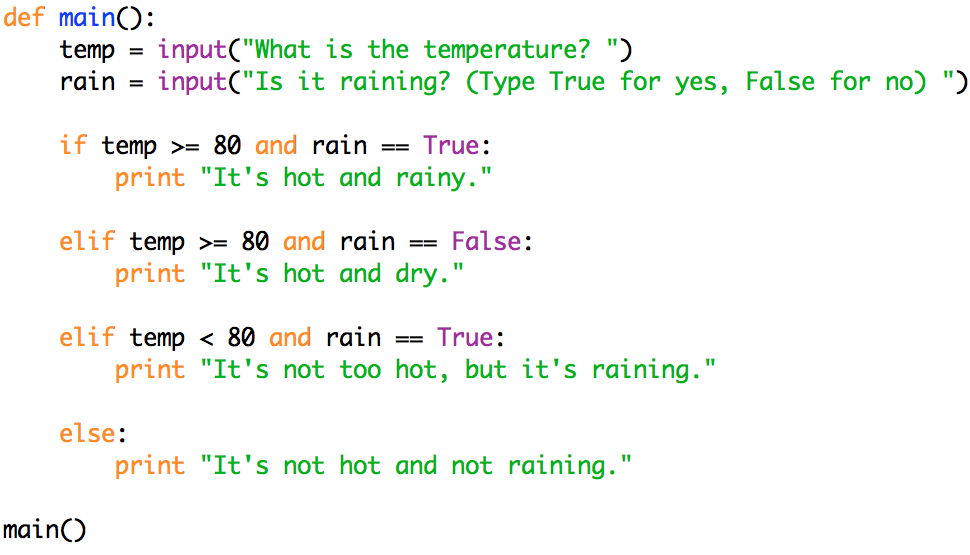 def main():
    temp = input("What is the temperature? ")
    rain = input("Is it raining? (Type True for yes, False for no) ")

    if temp >= 80 and rain == True:
        print "It's hot and rainy."

    elif temp >= 80 and rain == False:
        print "It's hot and dry."

    elif temp < 80 and rain == True:
        print "It's not too hot, but it's raining."

    else:
        print "It's not hot and not raining."

main()